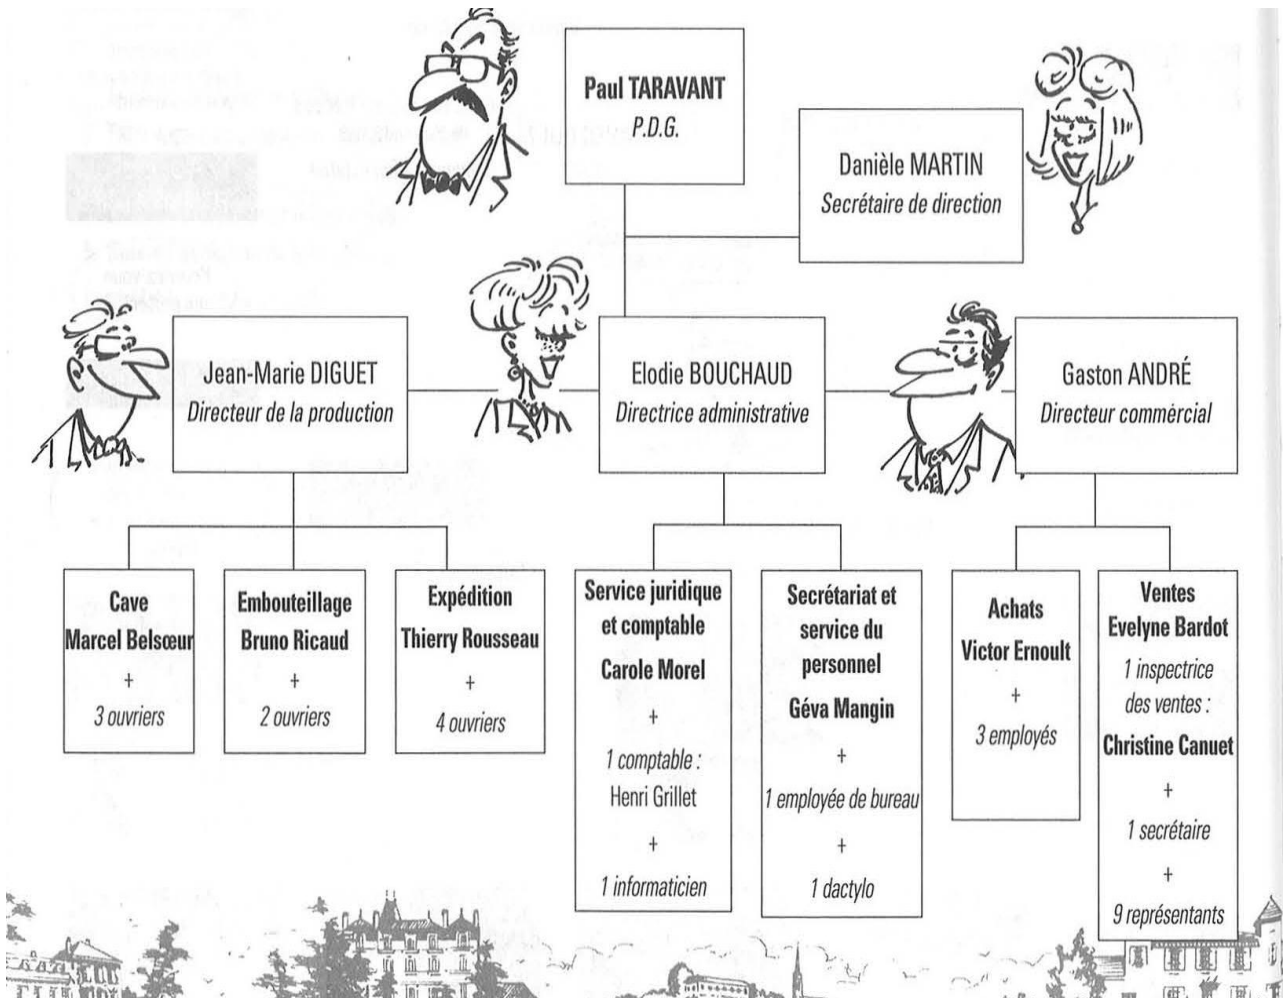 Paul TARAVANT
P.D.G.
Danièle MARTIN
Secrétaire de direction
Jean-Marie DIGUET
Directeur de la production
Elodie BOUCHAUD
Directrice administrative
Gaston ANDRÉ
Directeur commercial
Cave
Marcel Belsœur
+
3 ouvriers
Embouteillage
Bruno Ricaud
+
2 ouvriers
Expédition
Thierry Rousseau
+
4 ouvriers
Service juridique
et comptable
Carole Morel
+
1 comptable :
Henri Grillet
+
1 informaticien
Secrétariat et
service du
personnel
Géva Mangin
+
1 employée de bureau
+
1 dactylo
Achats
Victor Ernoult
+
3 employés
Ventes
Evelyne Bardot
1 inspectrice
des ventes :
Christine Canuet
+
1 secrétaire
+
9 représentants